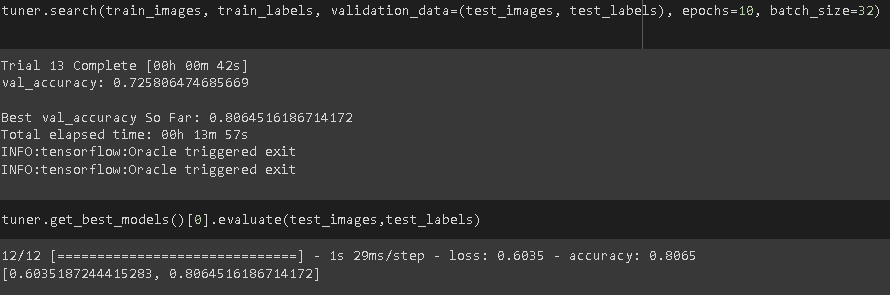 tuner.search(train_images, train_labels, validation_data=(test_images, test_labels), epochs=10, batch_size=32)
Trial 13 Complete [00h 00m 42s]
val_accuracy: 0.725806474685669
Best val_accuracy So Far: 0.8064516186714172
Total elapsed time: 00h 13m 57s
INFO:tensorflow:Oracle triggered exit
INFO:tensorflow:Oracle triggered exit
tuner.get_best_models()[0].evaluate(test_images,test_labels)
12/12 [==============================] - 1s 29ms/step - loss: 0.6035 - accuracy: 0.8065
[0.6035187244415283, 0.8064516186714172]